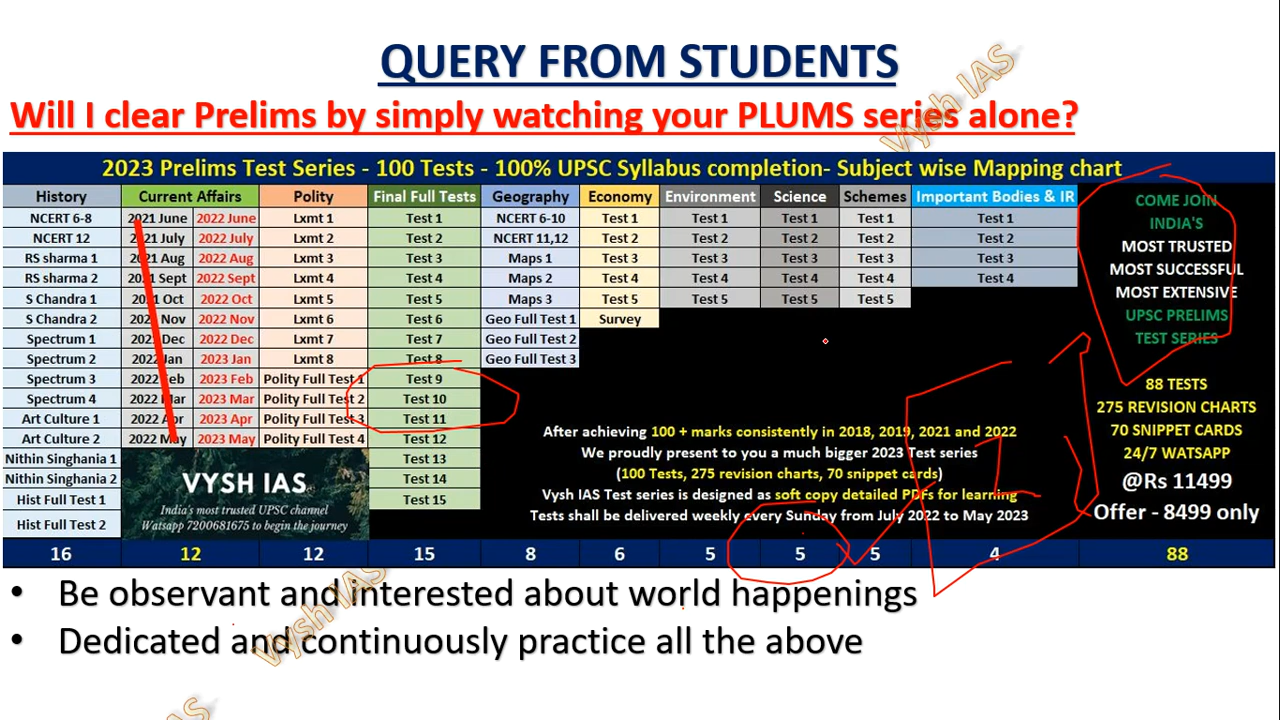 QUERY FROM STUDENTS
Will I clear Prelims by simply watching your PLUMS series alone?
2023 Prelims Test Series - 100 Tests - 100% UPSC Syllabus completion- Subject wise Mapping chart
History Current Affairs Polity Final Full Tests Geography Economy Environment Science Schemes Important Bodies & IR
NCERT 6-8 2021 June 2022 June Lxmt 1 Test 1 NCERT 6-10 Test 1 Test 1 Test 1 Test 1 Test 1
NCERT 12 2021 July 2022 July Lxmt 2 Test 2 NCERT 11,12 Test 2 Test 2 Test 2 Test 2 Test 2
RS sharma 1 2021 Aug 2022 Aug Lxmt 3 Test 3 Maps 1 Test 3 Test 3 Test 3 Test 3 Test 3
RS sharma 2 2021 Sept 2022 Sept Lxmt 4 Test 4 Maps 2 Test 4 Test 4 Test 4 Test 4 Test 4
S Chandra 1 2021 Oct 2022 Oct Lxmt 5 Test 5 Maps 3 Test 5 Test 5 Test 5 Test 5
S Chandra 2 2021 Nov 2022 Nov Lxmt 6 Test 6 Geo Full Test 1 Survey
Spectrum 1 2021 Dec 2022 Dec Lxmt 7 Test 7 Geo Full Test 2
Spectrum 2 2022 Jan 2023 Jan Lxmt 8 Test 8 Geo Full Test 3
Spectrum 3 2022 Feb 2023 Feb Polity Full Test 1 Test 9
Spectrum 4 2022 Mar 2023 Mar Polity Full Test 2 Test 10
Art Culture 1 2022 Apr 2023 Apr Polity Full Test 3 Test 11
Art Culture 2 2022 May 2023 May Polity Full Test 4 Test 12
Nithin Singhania 1 Test 13
Nithin Singhania 2 Test 14
Hist Full Test 1 Test 15
Hist Full Test 2
VYSH IAS
India's most trusted UPSC channel
Watsapp 7200681675 to begin the journey
After achieving 100 + marks consistently in 2018, 2019, 2021 and 2022
We proudly present to you a much bigger 2023 Test series
(100 Tests, 275 revision charts, 70 snippet cards)
Vysh IAS Test series is designed as soft copy detailed PDFs for learning
Tests shall be delivered weekly every Sunday from July 2022 to May 2023
COME JOIN
INDIA'S
MOST TRUSTED
MOST SUCCESSFUL
MOST EXTENSIVE
UPSC PRELIMS
TEST SERIES
88 TESTS
275 REVISION CHARTS
70 SNIPPET CARDS
24/7 WATSAPP
@Rs 11499
Offer - 8499 only
16 12 12 15 8 6 5 5 5 4 88
• Be observant and interested about world happenings
• Dedicated and continuously practice all the above
Vysh IAS
Vysh IAS
Vysh IAS